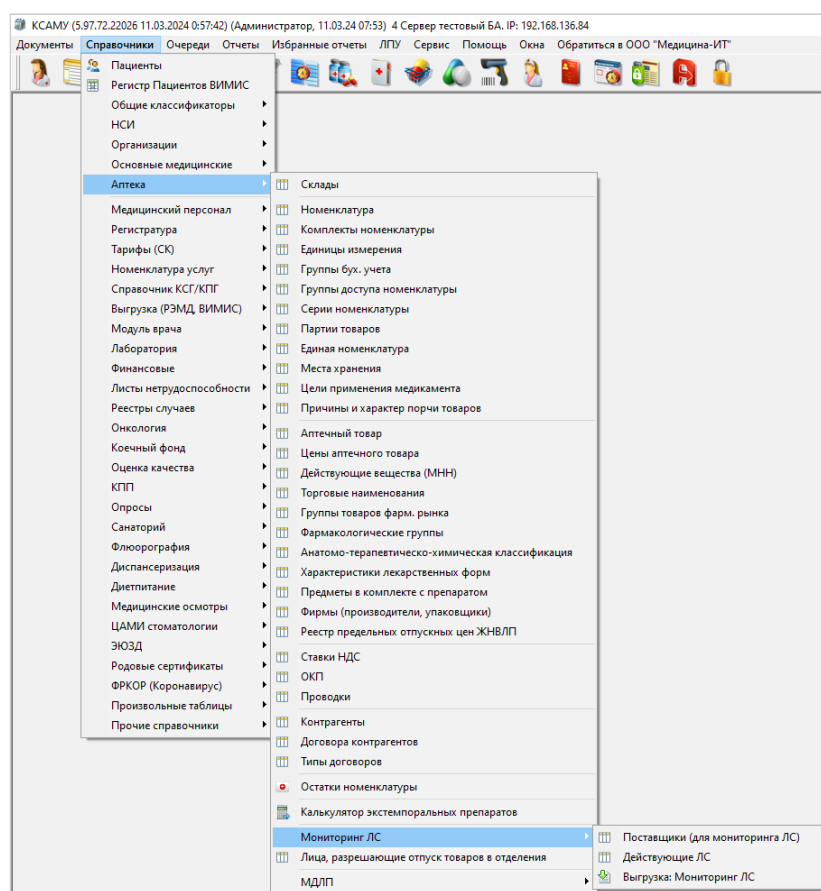 КСАМУ (5.97.72.22026 11.03.2024 0:57:42) (Администратор, 11.03.24 07:53) 4 Сервер тестовый БА. IP: 192.168.136.84
Документы Справочники Очереди Отчеты Избранные отчеты ЛПУ Сервис Помощь Окна Обратиться в ООО "Медицина-ИТ"
Пациенты
Регистр Пациентов ВИМИС
Общие классификаторы
НСИ
Организации
Основные медицинские
Аптека
Медицинский персонал
Регистратура
Тарифы (СК)
Номенклатура услуг
Справочник КСГ/КПГ
Выгрузка (РЭМД, ВИМИС)
Модуль врача
Лаборатория
Финансовые
Листы нетрудоспособности
Реестры случаев
Онкология
Коечный фонд
Оценка качества
КПП
Опросы
Санаторий
Флюорография
Диспансеризация
Диетпитание
Медицинские осмотры
ЦАМИ стоматологии
ЭЮЗД
Родовые сертификаты
ФРКОР (Коронавирус)
Произвольные таблицы
Прочие справочники
Склады
Номенклатура
Комплекты номенклатуры
Единицы измерения
Группы бух. учета
Группы доступа номенклатуры
Серии номенклатуры
Партии товаров
Единая номенклатура
Места хранения
Цели применения медикамента
Причины и характер порчи товаров
Аптечный товар
Цены аптечного товара
Действующие вещества (МНН)
Торговые наименования
Группы товаров фарм. рынка
Фармакологические группы
Анатомо-терапевтическо-химическая классификация
Характеристики лекарственных форм
Предметы в комплекте с препаратом
Фирмы (производители, упаковщики)
Реестр предельных отпускных цен ЖНВЛП
Ставки НДС
ОКП
Проводки
Контрагенты
Договора контрагентов
Типы договоров
Остатки номенклатуры
Калькулятор экстемпоральных препаратов
Мониторинг ЛС
Лица, разрешающие отпуск товаров в отделения
МДЛП
Поставщики (для мониторинга ЛС)
Действующие ЛС
Выгрузка: Мониторинг ЛС